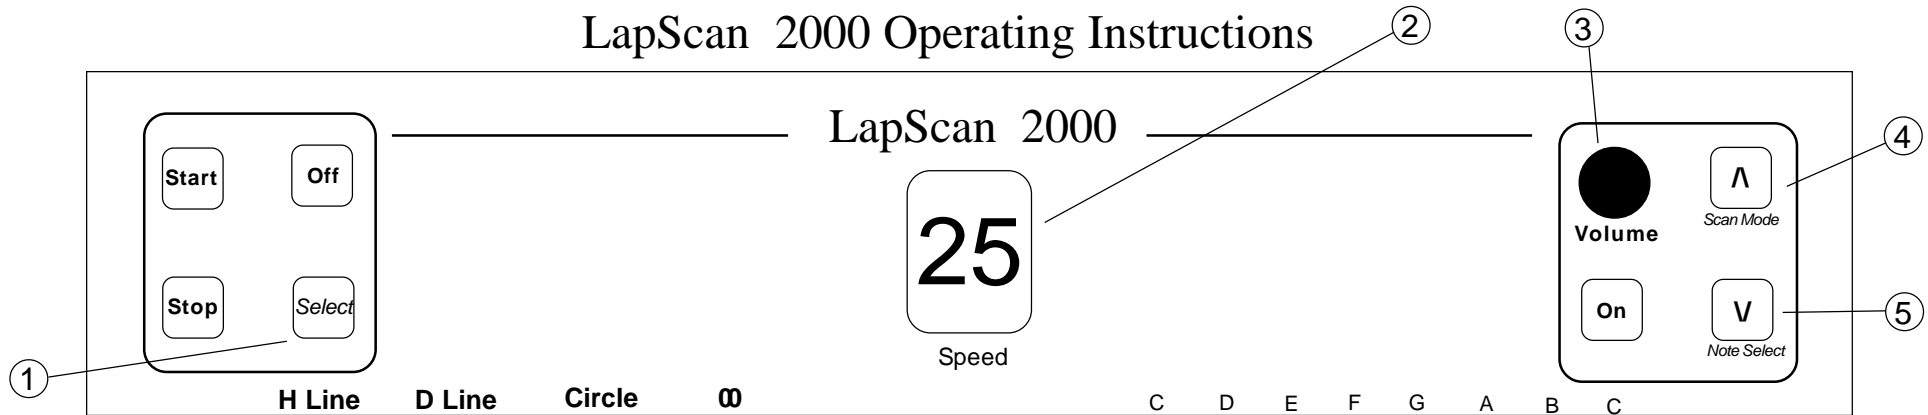 LapScan 2000 Operating Instructions
2
3
LapScan 2000
4
Start Off
25
Volume
Λ
Scan Mode
Stop Select
On
V
Note Select
5
Speed
1
H Line D Line Circle 00
C D E F G A B C